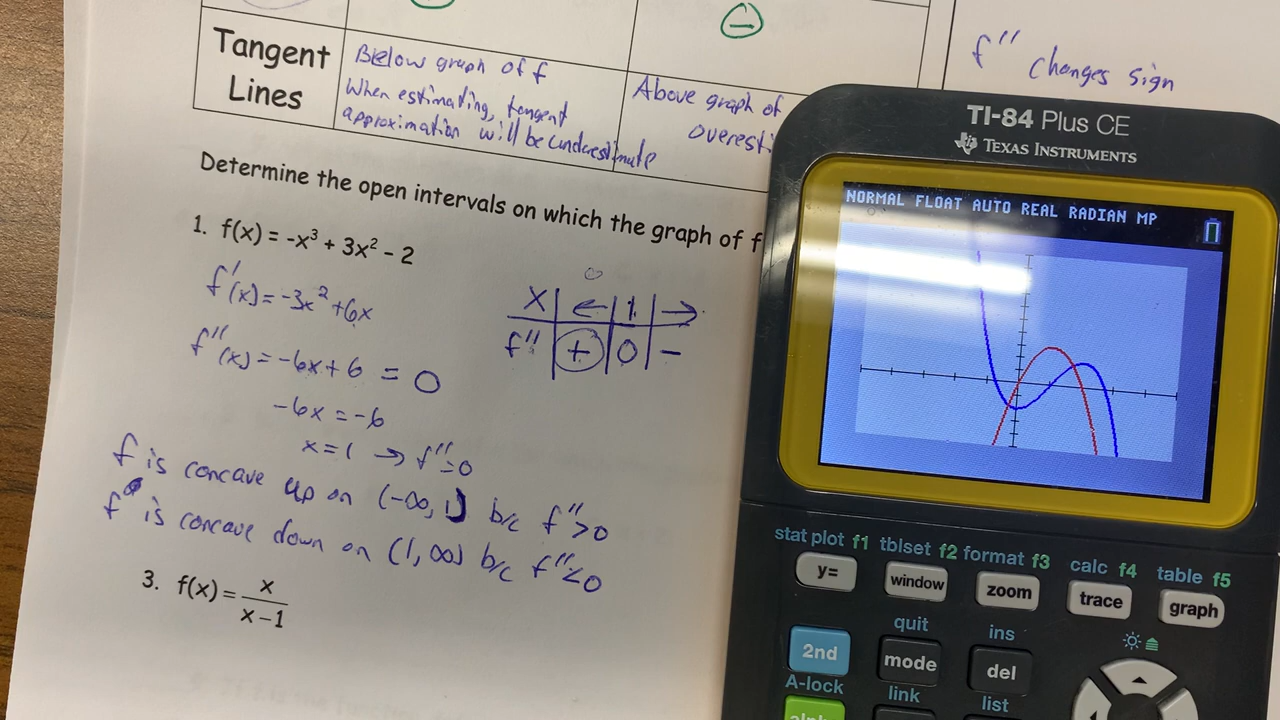 f'' changes sign
Tangent Lines
Below graph of f
When estimating, tangent
approximation will be underestimate
Above graph of
overesti
Determine the open intervals on which the graph of f
1. f(x) = -x³ + 3x² - 2
f'(x) = -3x² + 6x
f''(x) = -6x + 6 = 0
-6x = -6
x = 1 → f'' = 0
x | ← | 1 | →
f'' | + | 0 | -
f is concave up on (-∞, 1) b/c f'' > 0
f is concave down on (1, ∞) b/c f'' < 0
3. f(x) = x / (x - 1)
TI-84 Plus CE
TEXAS INSTRUMENTS
NORMAL FLOAT AUTO REAL RADIAN MP
stat plot f1 tblset f2 format f3 calc f4 table f5
y= window zoom trace graph
quit ins
2nd mode del
A-lock link list
alpha